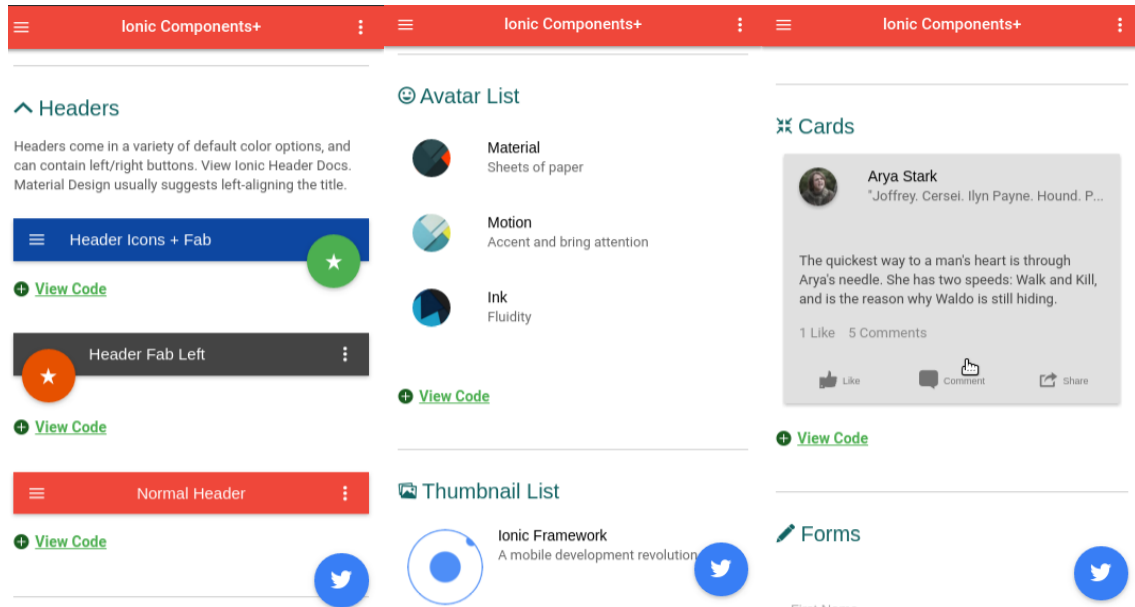 Ionic Components+
Headers
Headers come in a variety of default color options, and
can contain left/right buttons. View Ionic Header Docs.
Material Design usually suggests left-aligning the title.
Header Icons + Fab
View Code
Header Fab Left
View Code
Normal Header
View Code
Ionic Components+
Avatar List
Material
Sheets of paper
Motion
Accent and bring attention
Ink
Fluidity
View Code
Thumbnail List
Ionic Framework
A mobile development revolution
Ionic Components+
Cards
Arya Stark
"Joffrey. Cersei. Ilyn Payne. Hound. P...
The quickest way to a man's heart is through
Arya's needle. She has two speeds: Walk and Kill,
and is the reason why Waldo is still hiding.
1 Like 5 Comments
Like Comment Share
View Code
Forms